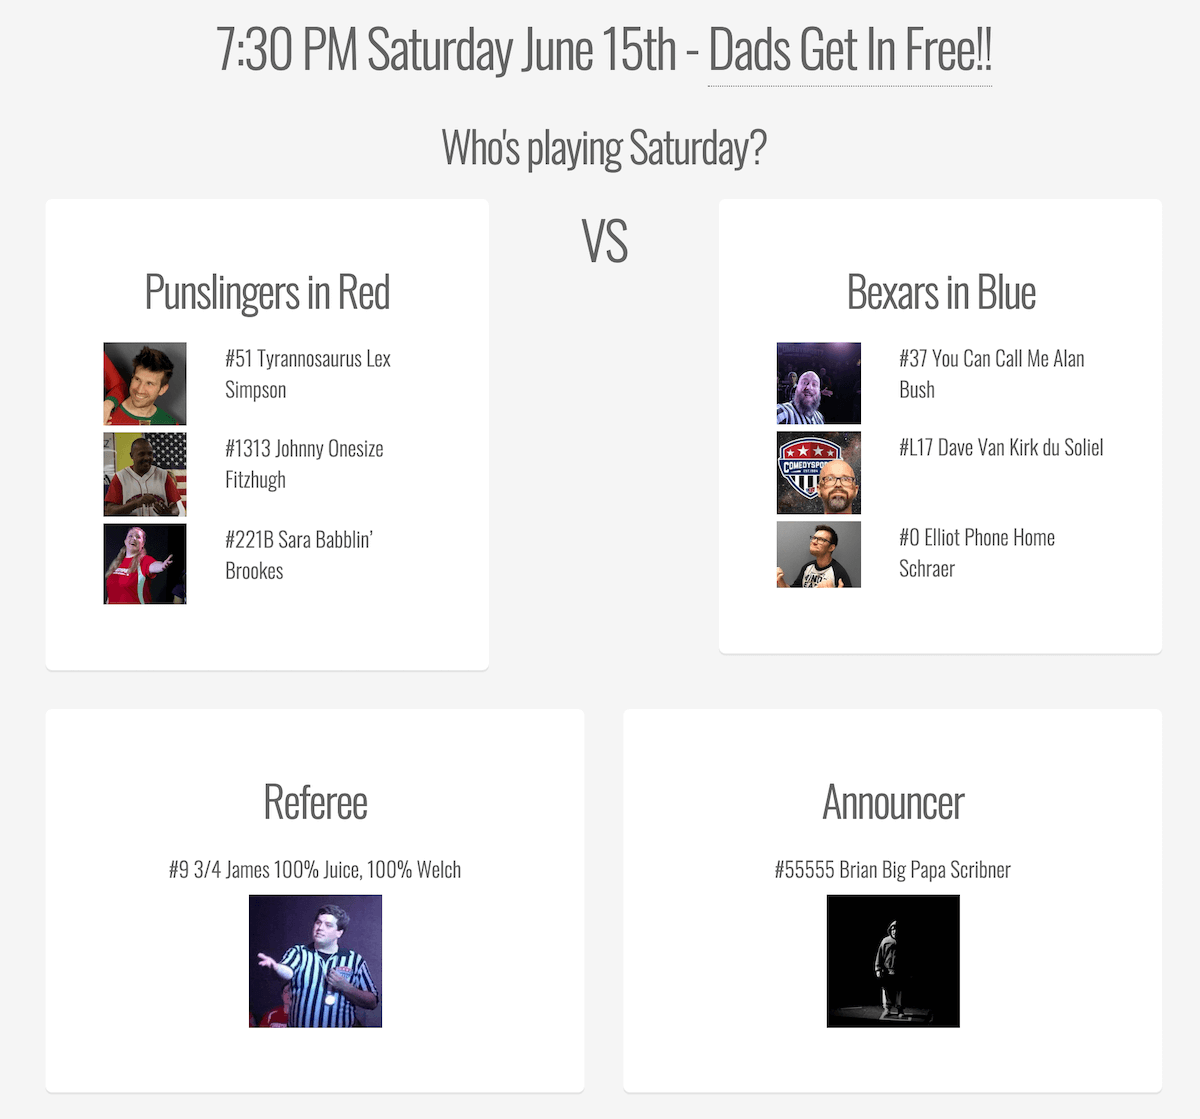 7:30 PM Saturday June 15th - Dads Get In Free!!
Who's playing Saturday?
VS
Punslingers in Red
#51 Tyrannosaurus Lex
Simpson
#1313 Johnny Onesize
Fitzhugh
#221B Sara Babblin’
Brookes
Bexars in Blue
#37 You Can Call Me Alan
Bush
#L17 Dave Van Kirk du Soliel
COMEDYSPO
#0 Elliot Phone Home
Schraer
Referee
#9 3/4 James 100% Juice, 100% Welch
Announcer
#55555 Brian Big Papa Scribner